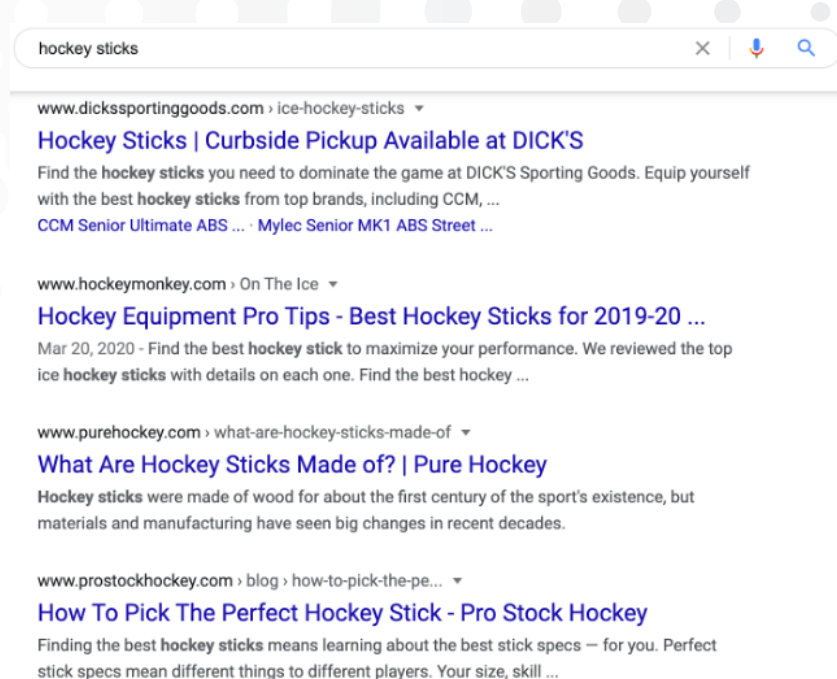 hockey sticks
www.dickssportinggoods.com › ice-hockey-sticks
Hockey Sticks | Curbside Pickup Available at DICK'S
Find the hockey sticks you need to dominate the game at DICK'S Sporting Goods. Equip yourself
with the best hockey sticks from top brands, including CCM, ...
CCM Senior Ultimate ABS ... · Mylec Senior MK1 ABS Street ...
www.hockeymonkey.com › On The Ice
Hockey Equipment Pro Tips - Best Hockey Sticks for 2019-20 ...
Mar 20, 2020 - Find the best hockey stick to maximize your performance. We reviewed the top
ice hockey sticks with details on each one. Find the best hockey ...
www.purehockey.com › what-are-hockey-sticks-made-of
What Are Hockey Sticks Made of? | Pure Hockey
Hockey sticks were made of wood for about the first century of the sport's existence, but
materials and manufacturing have seen big changes in recent decades.
www.prostockhockey.com › blog › how-to-pick-the-pe...
How To Pick The Perfect Hockey Stick - Pro Stock Hockey
Finding the best hockey sticks means learning about the best stick specs — for you. Perfect
stick specs mean different things to different players. Your size, skill ...